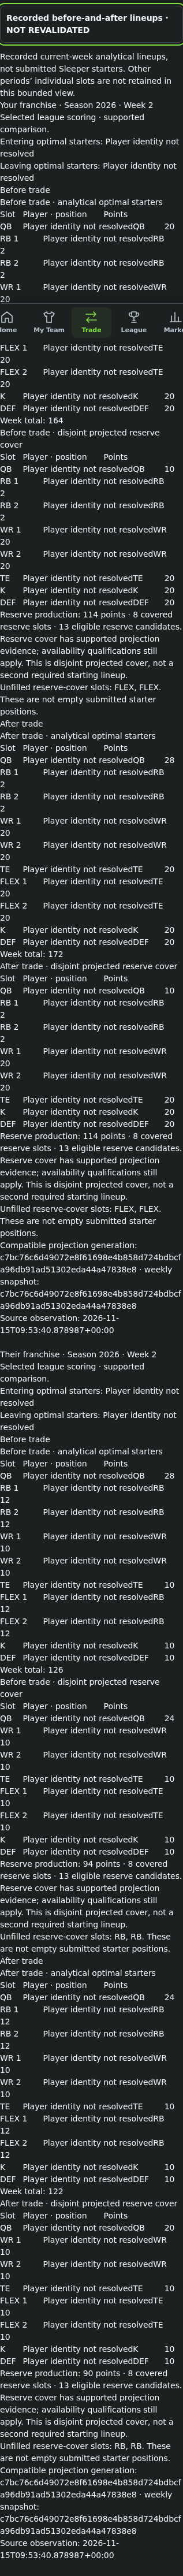 Recorded before-and-after lineups ·
NOT REVALIDATED
Recorded current-week analytical lineups,
not submitted Sleeper starters. Other
periods’ individual slots are not retained in
this bounded view.
Your franchise · Season 2026 · Week 2
Selected league scoring · supported
comparison.
Entering optimal starters: Player identity not
resolved
Leaving optimal starters: Player identity not
resolved
Before trade
Before trade · analytical optimal starters
Slot Player · position Points
QB Player identity not resolvedQB 20
RB 1 Player identity not resolvedRB
2
RB 2 Player identity not resolvedRB
2
WR 1 Player identity not resolvedWR
20
Home My Team Trade League Marke
FLEX 1 Player identity not resolvedTE
20
FLEX 2 Player identity not resolvedTE
20
K Player identity not resolvedK 20
DEF Player identity not resolvedDEF 20
Week total: 164
Before trade · disjoint projected reserve
cover
Slot Player · position Points
QB Player identity not resolvedQB 10
RB 1 Player identity not resolvedRB
2
RB 2 Player identity not resolvedRB
2
WR 1 Player identity not resolvedWR
20
WR 2 Player identity not resolvedWR
20
TE Player identity not resolvedTE 20
K Player identity not resolvedK 20
DEF Player identity not resolvedDEF 20
Reserve production: 114 points · 8 covered
reserve slots · 13 eligible reserve candidates.
Reserve cover has supported projection
evidence; availability qualifications still
apply. This is disjoint projected cover, not a
second required starting lineup.
Unfilled reserve-cover slots: FLEX, FLEX.
These are not empty submitted starter
positions.
After trade
After trade · analytical optimal starters
Slot Player · position Points
QB Player identity not resolvedQB 28
RB 1 Player identity not resolvedRB
2
RB 2 Player identity not resolvedRB
2
WR 1 Player identity not resolvedWR
20
WR 2 Player identity not resolvedWR
20
TE Player identity not resolvedTE 20
FLEX 1 Player identity not resolvedTE
20
FLEX 2 Player identity not resolvedTE
20
K Player identity not resolvedK 20
DEF Player identity not resolvedDEF 20
Week total: 172
After trade · disjoint projected reserve cover
Slot Player · position Points
QB Player identity not resolvedQB 10
RB 1 Player identity not resolvedRB
2
RB 2 Player identity not resolvedRB
2
WR 1 Player identity not resolvedWR
20
WR 2 Player identity not resolvedWR
20
TE Player identity not resolvedTE 20
K Player identity not resolvedK 20
DEF Player identity not resolvedDEF 20
Reserve production: 114 points · 8 covered
reserve slots · 13 eligible reserve candidates.
Reserve cover has supported projection
evidence; availability qualifications still
apply. This is disjoint projected cover, not a
second required starting lineup.
Unfilled reserve-cover slots: FLEX, FLEX.
These are not empty submitted starter
positions.
Compatible projection generation:
c7bc76c6d49072e8f61698e4b858d724bdbcf
a96db91ad51302eda44a47838e8 · weekly
snapshot:
c7bc76c6d49072e8f61698e4b858d724bdbcf
a96db91ad51302eda44a47838e8
Source observation: 2026-11-
15T09:53:40.878987+00:00
Their franchise · Season 2026 · Week 2
Selected league scoring · supported
comparison.
Entering optimal starters: Player identity not
resolved
Leaving optimal starters: Player identity not
resolved
Before trade
Before trade · analytical optimal starters
Slot Player · position Points
QB Player identity not resolvedQB 28
RB 1 Player identity not resolvedRB
12
RB 2 Player identity not resolvedRB
12
WR 1 Player identity not resolvedWR
10
WR 2 Player identity not resolvedWR
10
TE Player identity not resolvedTE 10
FLEX 1 Player identity not resolvedRB
12
FLEX 2 Player identity not resolvedRB
12
K Player identity not resolvedK 10
DEF Player identity not resolvedDEF 10
Week total: 126
Before trade · disjoint projected reserve
cover
Slot Player · position Points
QB Player identity not resolvedQB 24
WR 1 Player identity not resolvedWR
10
WR 2 Player identity not resolvedWR
10
TE Player identity not resolvedTE 10
FLEX 1 Player identity not resolvedTE
10
FLEX 2 Player identity not resolvedTE
10
K Player identity not resolvedK 10
DEF Player identity not resolvedDEF 10
Reserve production: 94 points · 8 covered
reserve slots · 13 eligible reserve candidates.
Reserve cover has supported projection
evidence; availability qualifications still
apply. This is disjoint projected cover, not a
second required starting lineup.
Unfilled reserve-cover slots: RB, RB. These
are not empty submitted starter positions.
After trade
After trade · analytical optimal starters
Slot Player · position Points
QB Player identity not resolvedQB 24
RB 1 Player identity not resolvedRB
12
RB 2 Player identity not resolvedRB
12
WR 1 Player identity not resolvedWR
10
WR 2 Player identity not resolvedWR
10
TE Player identity not resolvedTE 10
FLEX 1 Player identity not resolvedRB
12
FLEX 2 Player identity not resolvedRB
12
K Player identity not resolvedK 10
DEF Player identity not resolvedDEF 10
Week total: 122
After trade · disjoint projected reserve cover
Slot Player · position Points
QB Player identity not resolvedQB 20
WR 1 Player identity not resolvedWR
10
WR 2 Player identity not resolvedWR
10
TE Player identity not resolvedTE 10
FLEX 1 Player identity not resolvedTE
10
FLEX 2 Player identity not resolvedTE
10
K Player identity not resolvedK 10
DEF Player identity not resolvedDEF 10
Reserve production: 90 points · 8 covered
reserve slots · 13 eligible reserve candidates.
Reserve cover has supported projection
evidence; availability qualifications still
apply. This is disjoint projected cover, not a
second required starting lineup.
Unfilled reserve-cover slots: RB, RB. These
are not empty submitted starter positions.
Compatible projection generation:
c7bc76c6d49072e8f61698e4b858d724bdbcf
a96db91ad51302eda44a47838e8 · weekly
snapshot:
c7bc76c6d49072e8f61698e4b858d724bdbcf
a96db91ad51302eda44a47838e8
Source observation: 2026-11-
15T09:53:40.878987+00:00